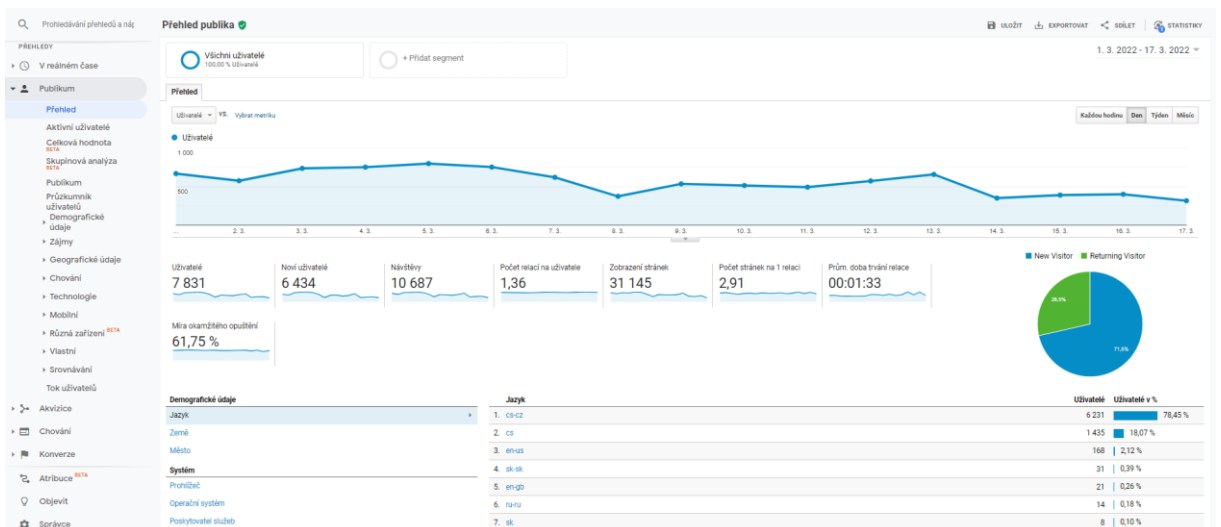 Prohledávání přehledů a náp
Přehled publika
ULOŽIT EXPORTOVAT SDÍLET STATISTIKY
PŘEHLEDY
V reálném čase
Publikum
Přehled
Aktivní uživatelé
Celková hodnota
BETA
Skupinová analýza
BETA
Publikum
Průzkumník
uživatelů
Demografické
údaje
Zájmy
Geografické údaje
Chování
Technologie
Mobilní
Různá zařízení BETA
Vlastní
Srovnávání
Tok uživatelů
Akvizice
Chování
Konverze
Atribuce BETA
Objevit
Správce
Všichni uživatelé
100,00 % Uživatelé
+ Přidat segment
1. 3. 2022 - 17. 3. 2022
Přehled
Uživatelé VS. Vybrat metriku
Každou hodinu Den Týden Měsíc
Uživatelé
1 000
500
... 2. 3. 3. 3. 4. 3. 5. 3. 6. 3. 7. 3. 8. 3. 9. 3. 10. 3. 11. 3. 12. 3. 13. 3. 14. 3. 15. 3. 16. 3. 17. 3.
New Visitor Returning Visitor
Uživatelé
7 831
Noví uživatelé
6 434
Návštěvy
10 687
Počet relací na uživatele
1,36
Zobrazení stránek
31 145
Počet stránek na 1 relaci
2,91
Prům. doba trvání relace
00:01:33
Míra okamžitého opuštění
61,75 %
Demografické údaje
Jazyk
Země
Město
Systém
Prohlížeč
Operační systém
Poskytovatel služeb
Jazyk Uživatelé Uživatelé v %
1. cs-cz 6 231 78,45 %
2. cs 1 435 18,07 %
3. en-us 168 2,12 %
4. sk-sk 31 0,39 %
5. en-gb 21 0,26 %
6. ru-ru 14 0,18 %
7. sk 8 0,10 %